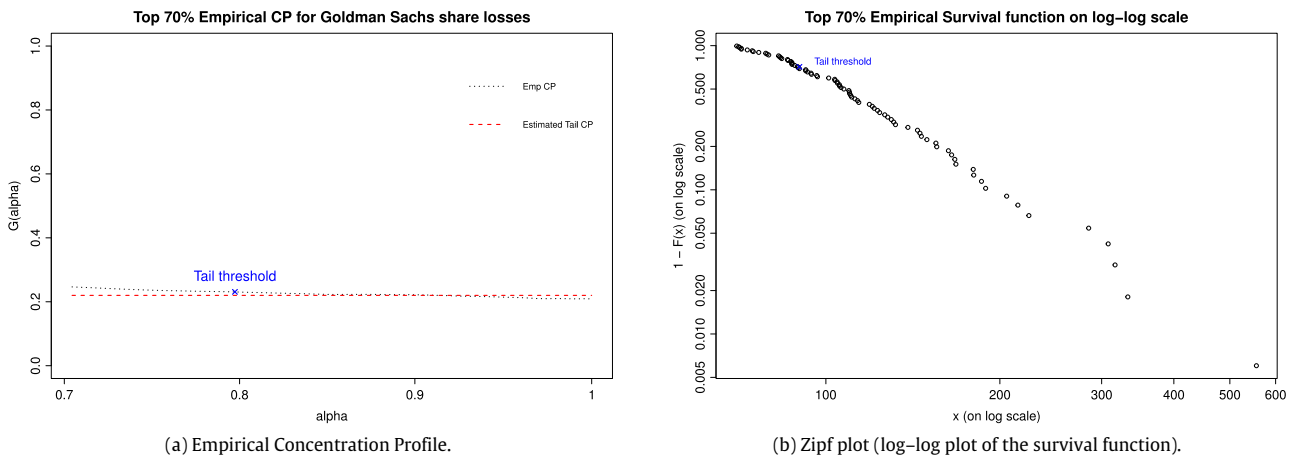 Top 70% Empirical CP for Goldman Sachs share losses
G(alpha)
1.0
0.8
0.6
0.4
0.2
0.0
Emp CP
Estimated Tail CP
Tail threshold
0.7 0.8 0.9 1
alpha
(a) Empirical Concentration Profile.
Top 70% Empirical Survival function on log–log scale
1 − F(x) (on log scale)
1.000
0.500
0.200
0.100
0.050
0.020
0.010
0.005
Tail threshold
100 200 300 400 500 600
x (on log scale)
(b) Zipf plot (log–log plot of the survival function).